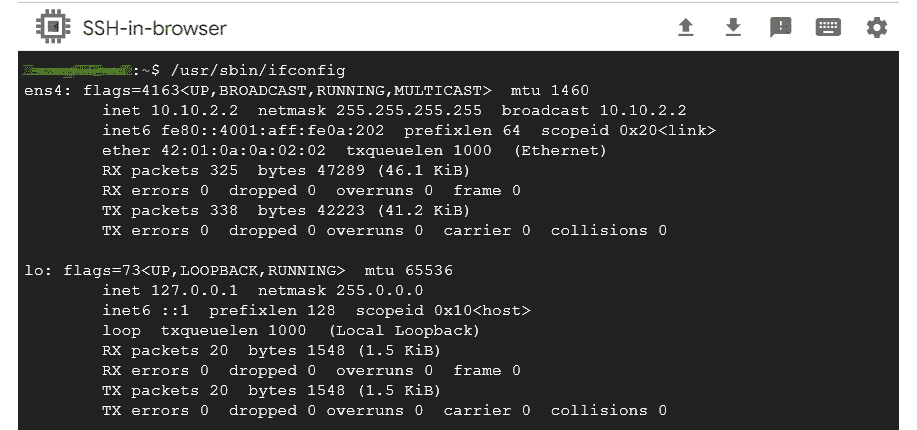 SSH-in-browser
:~$ /usr/sbin/ifconfig
ens4: flags=4163<UP,BROADCAST,RUNNING,MULTICAST>  mtu 1460
        inet 10.10.2.2  netmask 255.255.255.255  broadcast 10.10.2.2
        inet6 fe80::4001:aff:fe0a:202  prefixlen 64  scopeid 0x20<link>
        ether 42:01:0a:0a:02:02  txqueuelen 1000  (Ethernet)
        RX packets 325  bytes 47289 (46.1 KiB)
        RX errors 0  dropped 0  overruns 0  frame 0
        TX packets 338  bytes 42223 (41.2 KiB)
        TX errors 0  dropped 0 overruns 0  carrier 0  collisions 0

lo: flags=73<UP,LOOPBACK,RUNNING>  mtu 65536
        inet 127.0.0.1  netmask 255.0.0.0
        inet6 ::1  prefixlen 128  scopeid 0x10<host>
        loop  txqueuelen 1000  (Local Loopback)
        RX packets 20  bytes 1548 (1.5 KiB)
        RX errors 0  dropped 0  overruns 0  frame 0
        TX packets 20  bytes 1548 (1.5 KiB)
        TX errors 0  dropped 0 overruns 0  carrier 0  collisions 0